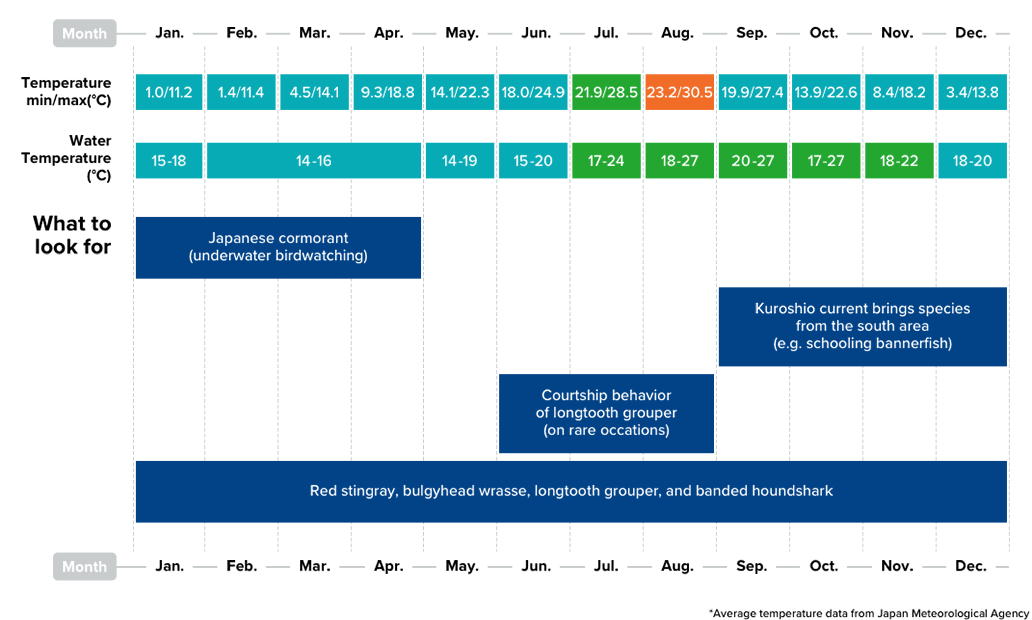 Month Jan. Feb. Mar. Apr. May. Jun. Jul. Aug. Sep. Oct. Nov. Dec.
Temperature
min/max(°C)
1.0/11.2 1.4/11.4 4.5/14.1 9.3/18.8 14.1/22.3 18.0/24.9 21.9/28.5 23.2/30.5 19.9/27.4 13.9/22.6 8.4/18.2 3.4/13.8
Water
Temperature
(°C)
15-18 14-16 14-19 15-20 17-24 18-27 20-27 17-27 18-22 18-20
What to
look for
Japanese cormorant
(underwater birdwatching)
Kuroshio current brings species
from the south area
(e.g. schooling bannerfish)
Courtship behavior
of longtooth grouper
(on rare occations)
Red stingray, bulgyhead wrasse, longtooth grouper, and banded houndshark
Month Jan. Feb. Mar. Apr. May. Jun. Jul. Aug. Sep. Oct. Nov. Dec.
*Average temperature data from Japan Meteorological Agency